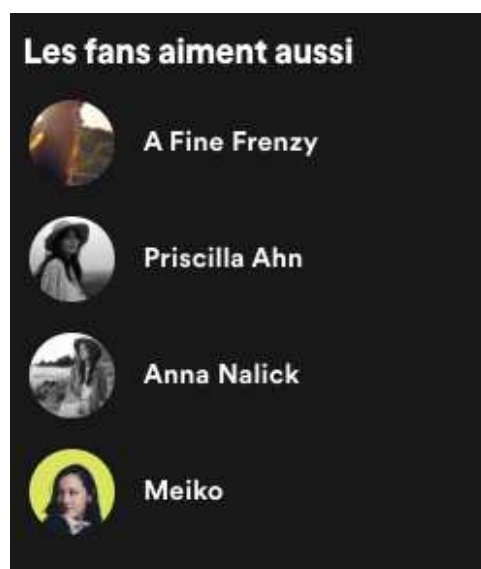 Les fans aiment aussi
A Fine Frenzy
Priscilla Ahn
Anna Nalick
Meiko